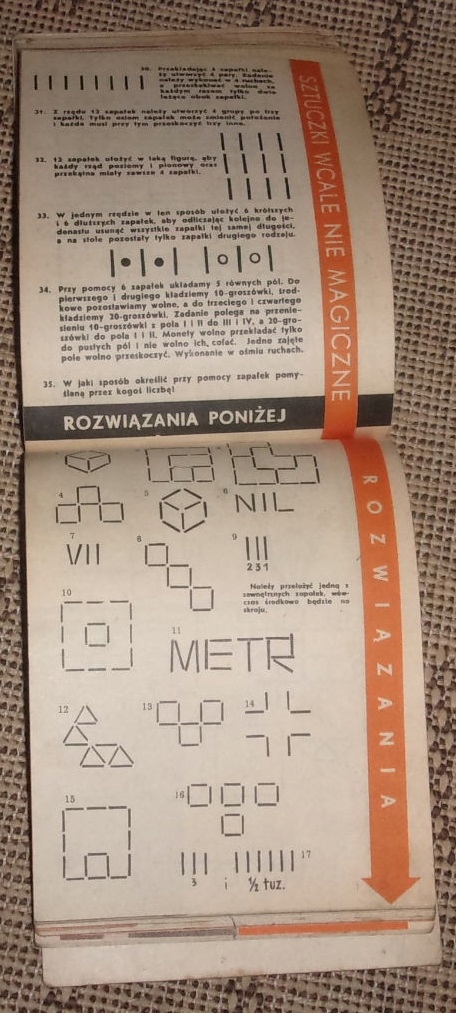 SZTUCZKI WCALE NIE MAGICZNE
30. Przekładając 4 zapałki nale-
ży utworzyć 4 pary. Zadanie
należy wykonać w 4 ruchach,
a przeskakiwać wolno za
każdym razem tylko dwie
leżące obok zapałki.
31. Z rzędu 12 zapałek należy utworzyć 4 grupy po trzy
zapałki. Tylko osiem zapałek może zmienić położenie
i każda musi przy tym przeskoczyć trzy inne.
32. 12 zapałek ułożyć w taką figurę, aby
każdy rząd poziomy i pionowy oraz
przekątna miały zawsze 4 zapałki.
33. W jednym rzędzie w ten sposób ułożyć 6 krótszych
i 6 dłuższych zapałek, aby odliczając kolejno do je-
denastu usunąć wszystkie zapałki tej samej długości,
a na stole pozostały tylko zapałki drugiego rodzaju.
34. Przy pomocy 6 zapałek układamy 5 równych pól. Do
pierwszego i drugiego kładziemy 10-groszówki, środ-
kowe pozostawiamy wolne, a do trzeciego i czwartego
kładziemy 20-groszówki. Zadanie polega na przenie-
sieniu 10-groszówki z pola I i II do III i IV, a 20-gro-
szówki do pola I i II. Monety wolno przekładać tylko
do pustych pól i nie wolno ich cofać. Jedno zajęte
pole wolno przeskoczyć. Wykonanie w ośmiu ruchach.
35. W jaki sposób określić przy pomocy zapałek pomy-
ślaną przez kogoś liczbę?
ROZWIĄZANIA PONIŻEJ
ROZWIĄZANIA
4 5 6 NIL
7 VII 8 9 III
231
Należy przełożyć jedną z
zewnętrznych zapałek, wów-
czas środkowa będzie na
skraju.
10
11 METR
12 13 14
15 16
17
3 i ½ tuz.